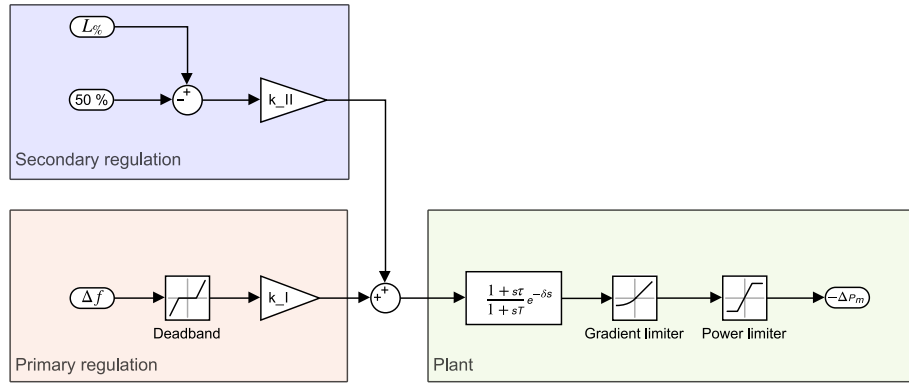 L%
50 %
− +
k_II
Secondary regulation
Δf
Deadband
k_I
Primary regulation
+ +
1 + sτ
1 + sT
e^{−δs}
Gradient limiter
Power limiter
−ΔP_m
Plant